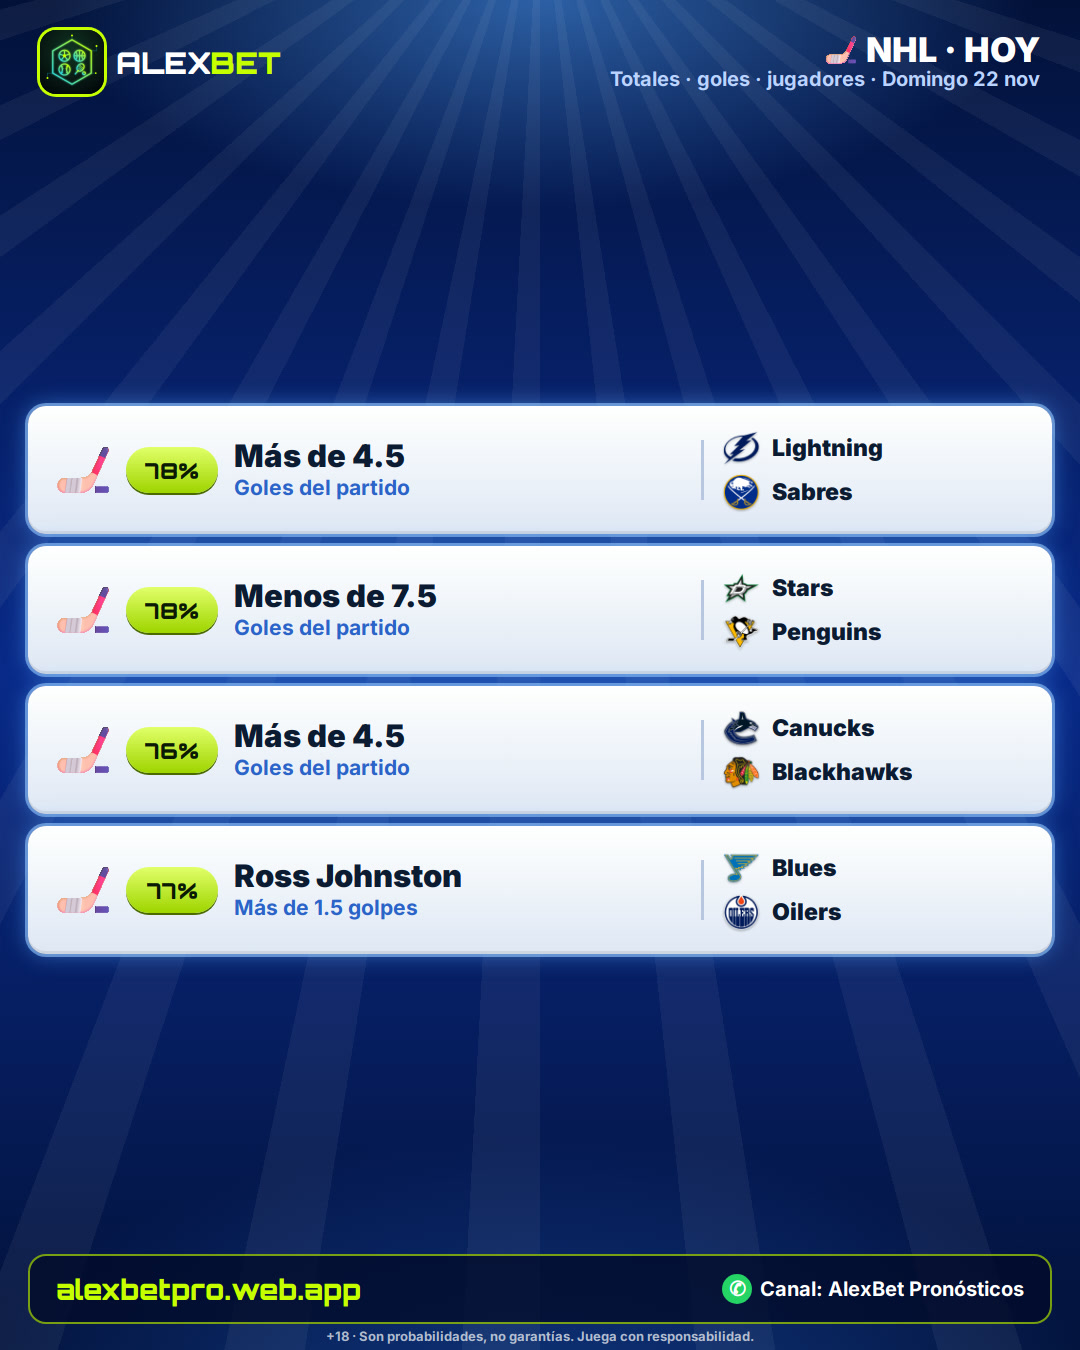 ALEXBET
NHL · HOY
Totales · goles · jugadores · Domingo 22 nov
78%
Más de 4.5
Goles del partido
Lightning
Sabres
78%
Menos de 7.5
Goles del partido
Stars
Penguins
76%
Más de 4.5
Goles del partido
Canucks
Blackhawks
77%
Ross Johnston
Más de 1.5 golpes
Blues
OILERS
Oilers
alexbetpro.web.app
Canal: AlexBet Pronósticos
+18 · Son probabilidades, no garantías. Juega con responsabilidad.